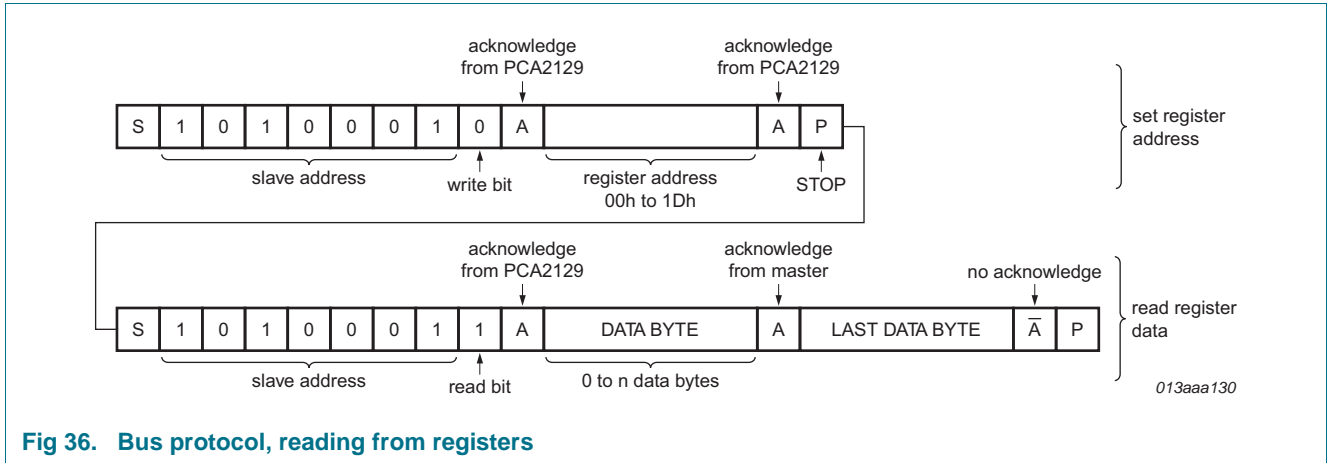 acknowledge
from PCA2129
acknowledge
from PCA2129
S 1 0 1 0 0 0 1 0 A A P
set register
address
slave address
write bit
register address
00h to 1Dh
STOP
acknowledge
from PCA2129
acknowledge
from master
no acknowledge
S 1 0 1 0 0 0 1 1 A DATA BYTE A LAST DATA BYTE A̅ P
read register
data
slave address
read bit
0 to n data bytes
013aaa130
Fig 36. Bus protocol, reading from registers